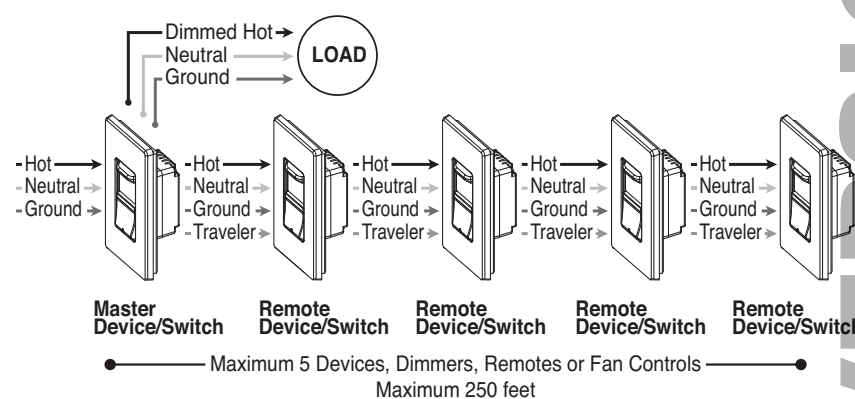 Dimmed Hot
Neutral
Ground
LOAD
Hot
Neutral
Ground
Hot
Neutral
Ground
Traveler
Hot
Neutral
Ground
Traveler
Hot
Neutral
Ground
Traveler
Hot
Neutral
Ground
Traveler
Master
Device/Switch
Remote
Device/Switch
Remote
Device/Switch
Remote
Device/Switch
Remote
Device/Switch
Maximum 5 Devices, Dimmers, Remotes or Fan Controls
Maximum 250 feet